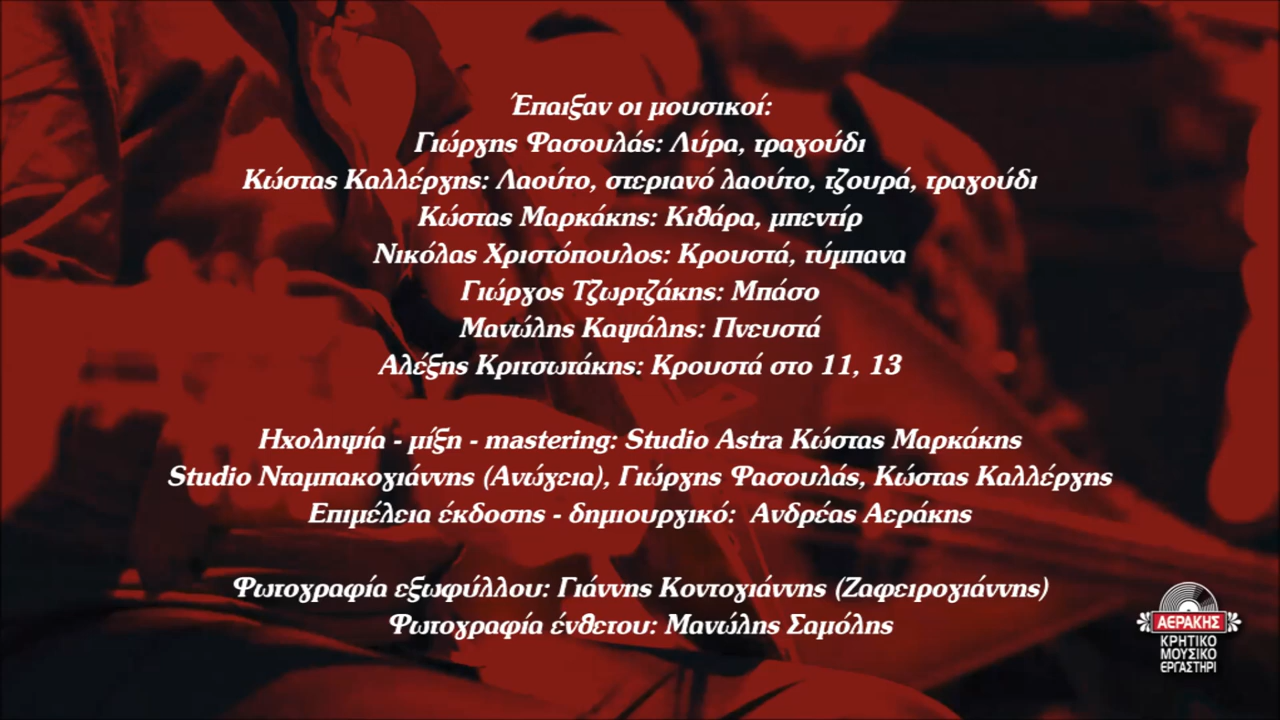 Έπαιξαν οι μουσικοί:
Γιώργης Φασουλάς: Λύρα, τραγούδι
Κώστας Καλλέργης: Λαούτο, στεριανό λαούτο, τζουρά, τραγούδι
Κώστας Μαρκάκης: Κιθάρα, μπεντίρ
Νικόλας Χριστόπουλος: Κρουστά, τύμπανα
Γιώργος Τζωρτζάκης: Μπάσο
Μανώλης Καψάλης: Πνευστά
Αλέξης Κριτσωτάκης: Κρουστά στο 11, 13
Ηχοληψία - μίξη - mastering: Studio Astra Κώστας Μαρκάκης
Studio Νταμπακογιάννης (Ανώγεια), Γιώργης Φασουλάς, Κώστας Καλλέργης
Επιμέλεια έκδοσης - δημιουργικό: Ανδρέας Αεράκης
Φωτογραφία εξωφύλλου: Γιάννης Κοντογιάννης (Ζαφειρογιάννης)
Φωτογραφία ένθετου: Μανώλης Σαμόλης
ΑΕΡΑΚΗΣ
ΚΡΗΤΙΚΟ
ΜΟΥΣΙΚΟ
ΕΡΓΑΣΤΗΡΙ